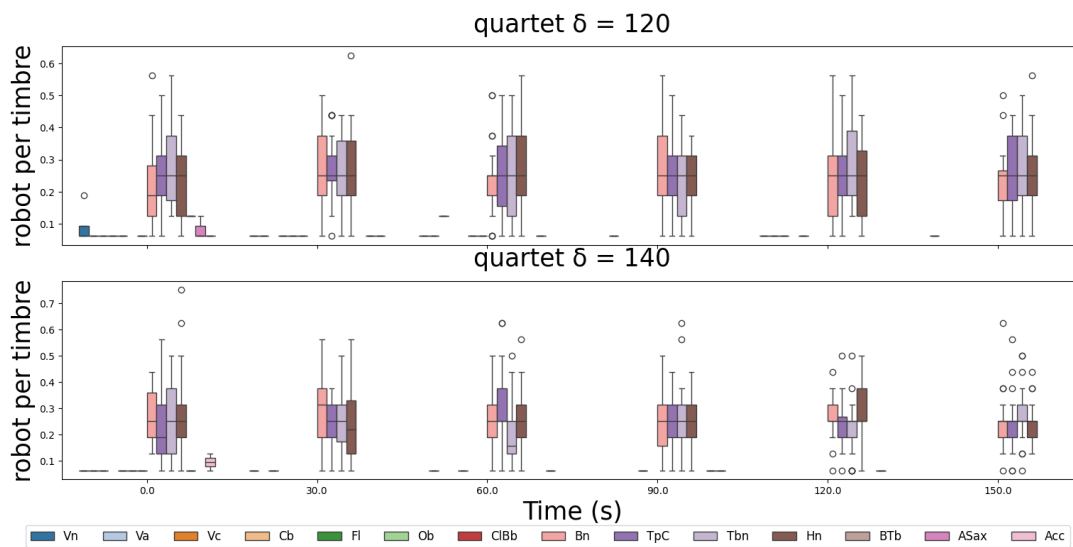 quartet δ = 120
robot per timbre
0.6
0.5
0.4
0.3
0.2
0.1
quartet δ = 140
robot per timbre
0.7
0.6
0.5
0.4
0.3
0.2
0.1
0.0 30.0 60.0 90.0 120.0 150.0
Time (s)
Vn Va Vc Cb Fl Ob ClBb Bn TpC Tbn Hn BTb ASax Acc